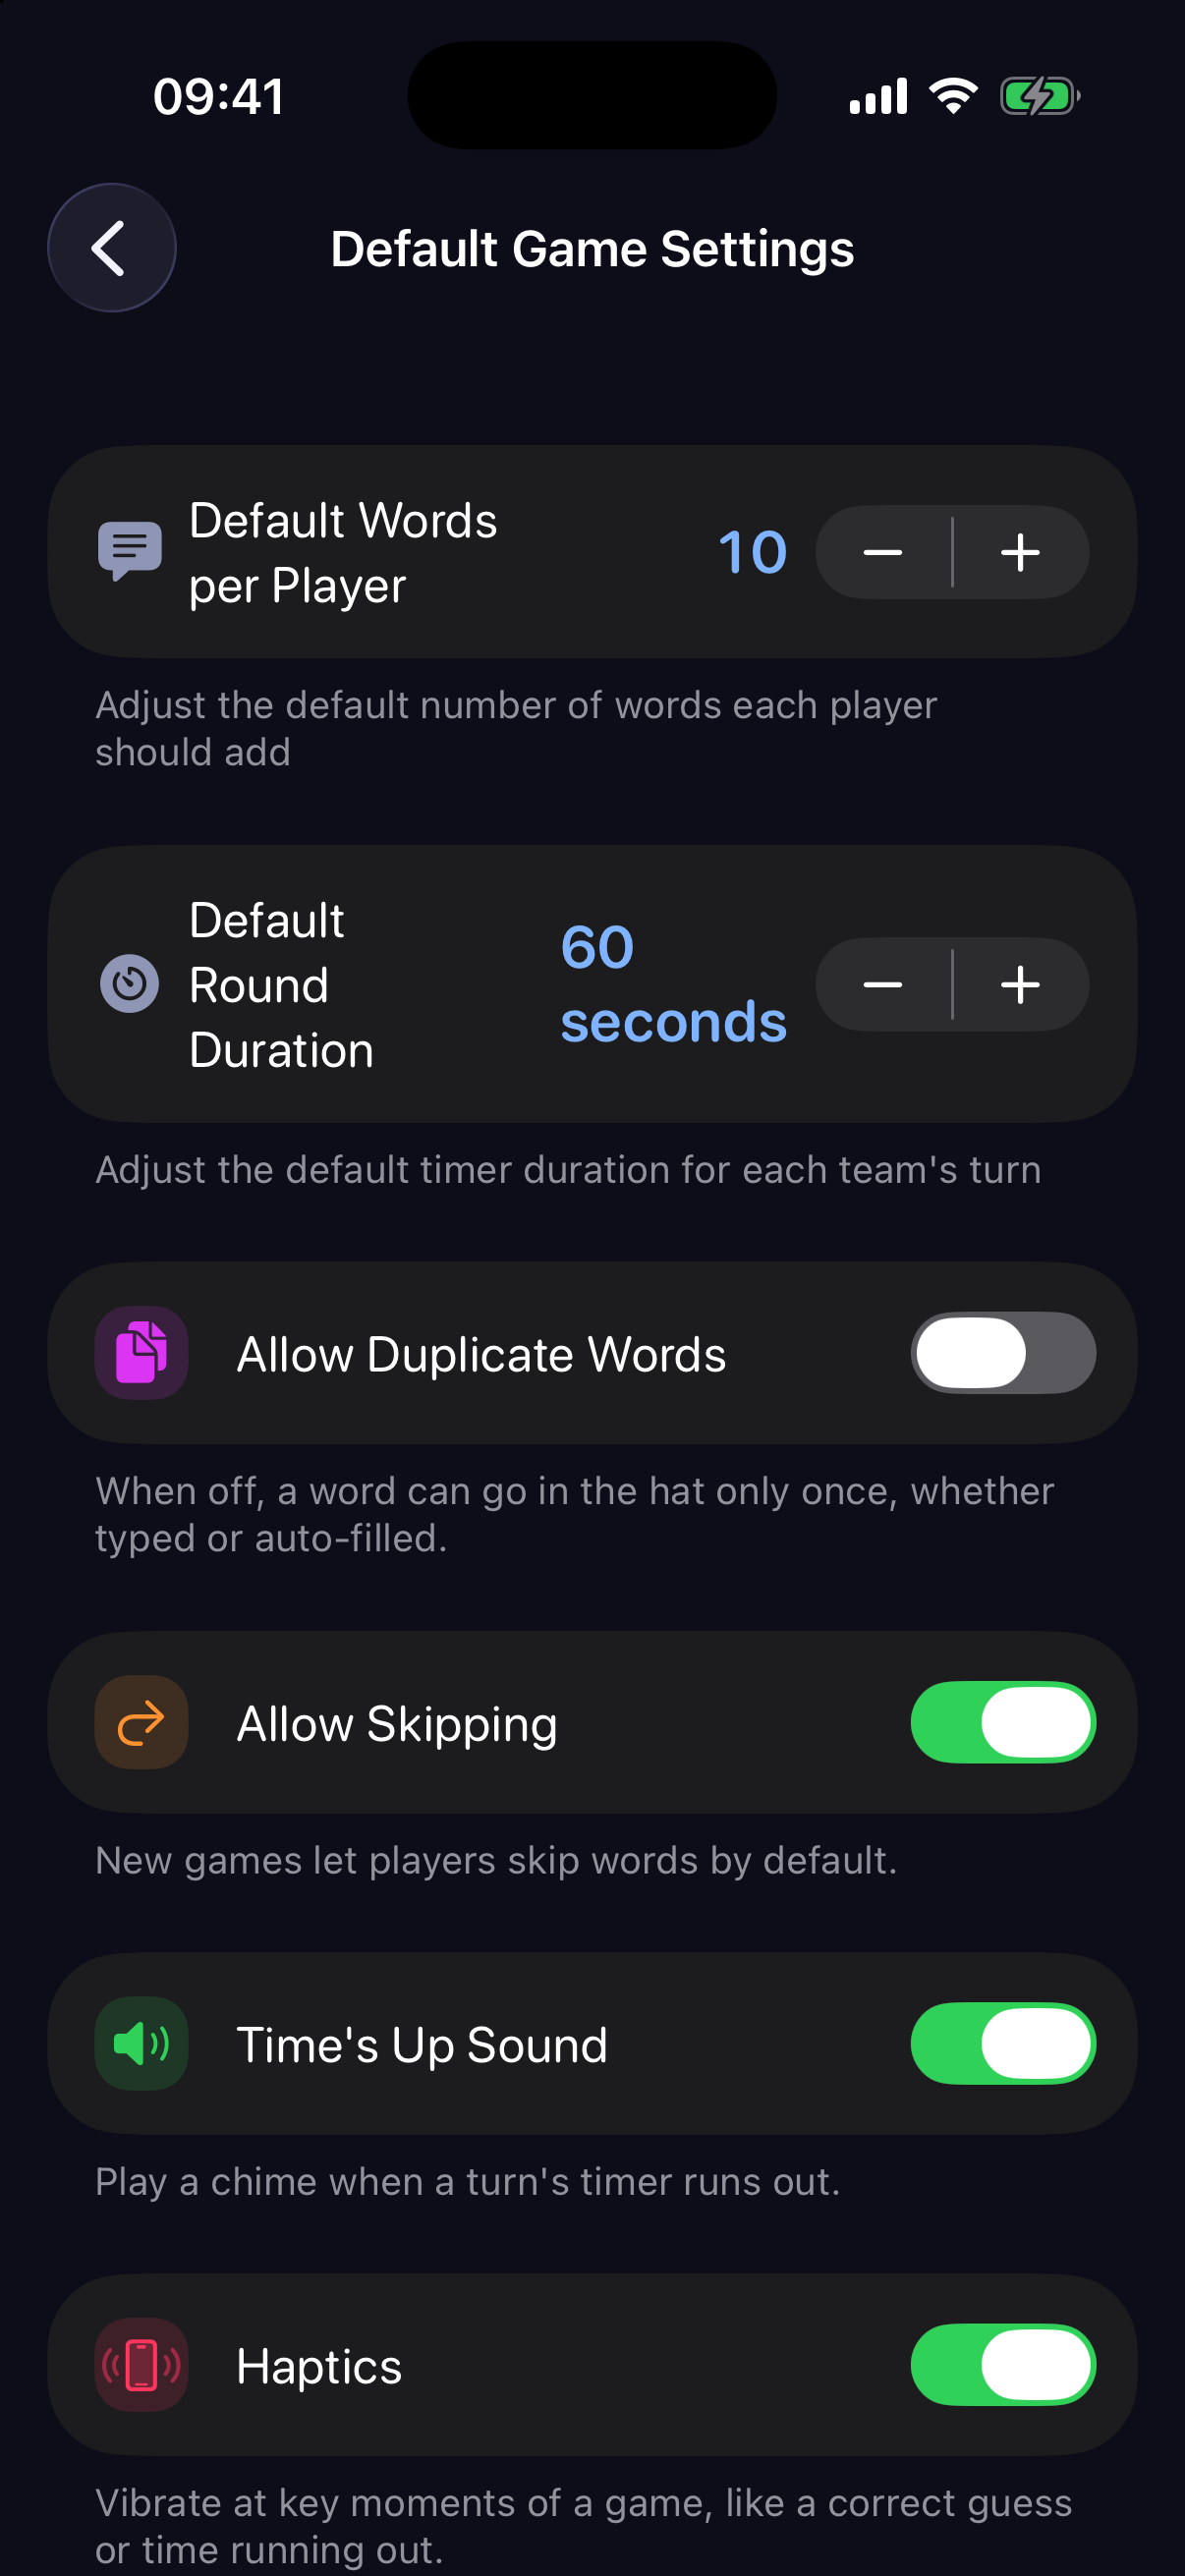 09:41
Default Game Settings
Default Words
per Player
10
Adjust the default number of words each player
should add
Default
Round
Duration
60
seconds
Adjust the default timer duration for each team's turn
Allow Duplicate Words
When off, a word can go in the hat only once, whether
typed or auto-filled.
Allow Skipping
New games let players skip words by default.
Time's Up Sound
Play a chime when a turn's timer runs out.
Haptics
Vibrate at key moments of a game, like a correct guess
or time running out.